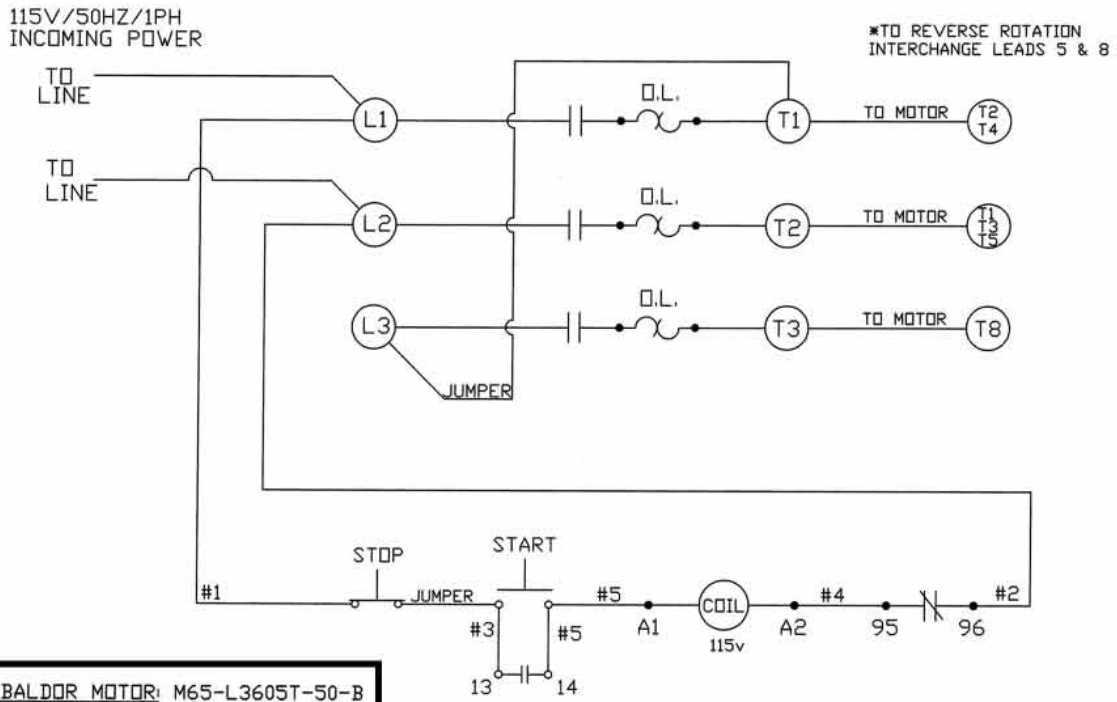 115V/50HZ/1PH
INCOMING POWER
*TO REVERSE ROTATION
INTERCHANGE LEADS 5 & 8
TO
LINE
L1
O.L.
T1
TO MOTOR
T2
T4
TO
LINE
L2
O.L.
T2
TO MOTOR
T1
T3
T5
L3
O.L.
T3
TO MOTOR
T8
JUMPER
STOP
START
#1
JUMPER
#3
#5
#5
A1
COIL
115v
A2
#4
95
96
#2
13
14
BALDOR MOTOR: M65-L3605T-50-B